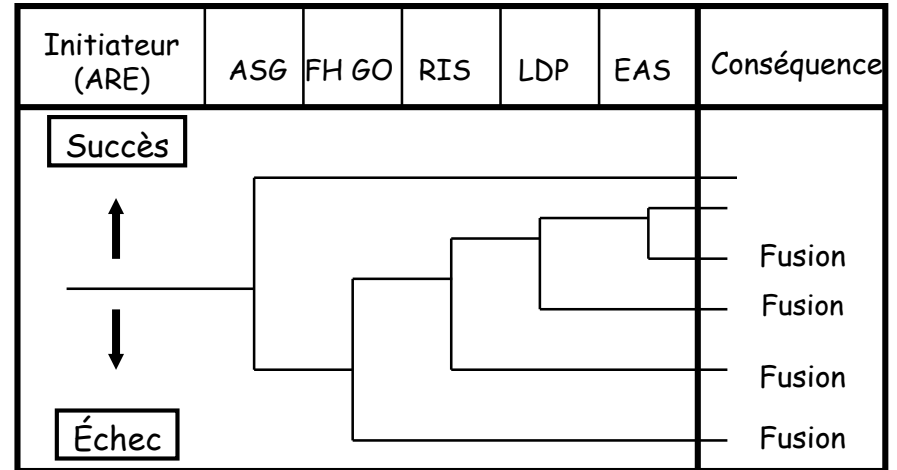 Initiateur
(ARE)
ASG
FH GO
RIS
LDP
EAS
Conséquence
Succès
Fusion
Fusion
Fusion
Échec
Fusion